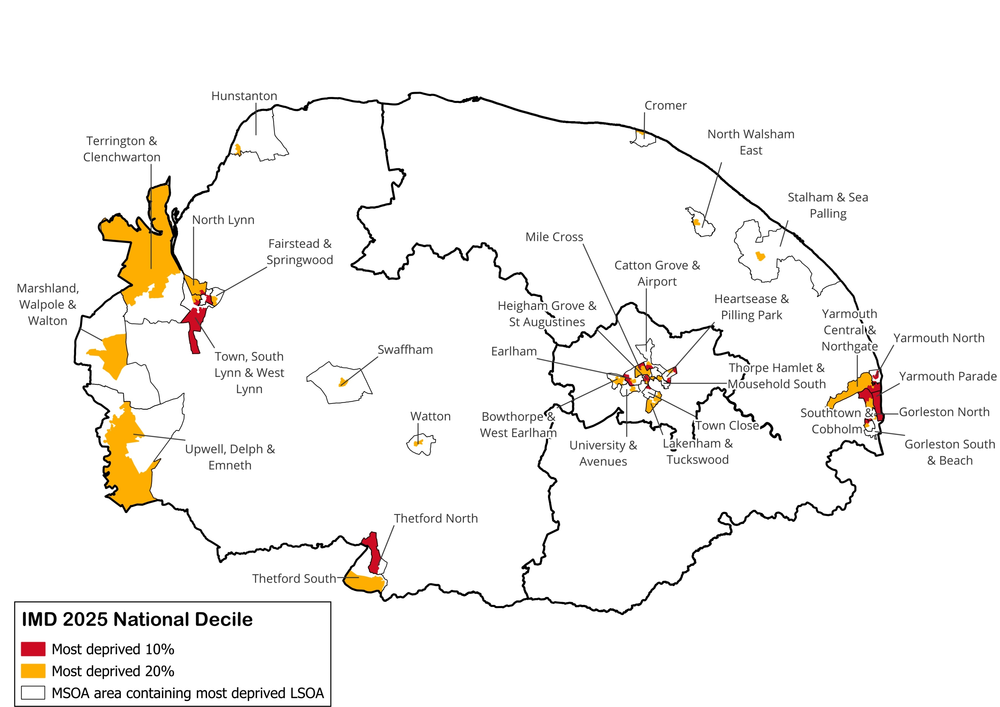 Hunstanton
Cromer
Terrington &
Clenchwarton
North Walsham
East
Stalham & Sea
Palling
North Lynn
Fairstead &
Springwood
Mile Cross
Catton Grove &
Airport
Marshland,
Walpole &
Walton
Heigham Grove &
St Augustines
Heartsease &
Pilling Park
Yarmouth
Central &
Northgate
Yarmouth North
Town, South
Lynn & West
Lynn
Swaffham
Earlham
Thorpe Hamlet &
Mousehold South
Yarmouth Parade
Watton
Bowthorpe &
West Earlham
Town Close
Southtown &
Cobholm
Gorleston North
Upwell, Delph &
Emneth
University &
Avenues
Lakenham &
Tuckswood
Gorleston South
& Beach
Thetford North
Thetford South
IMD 2025 National Decile
Most deprived 10%
Most deprived 20%
MSOA area containing most deprived LSOA